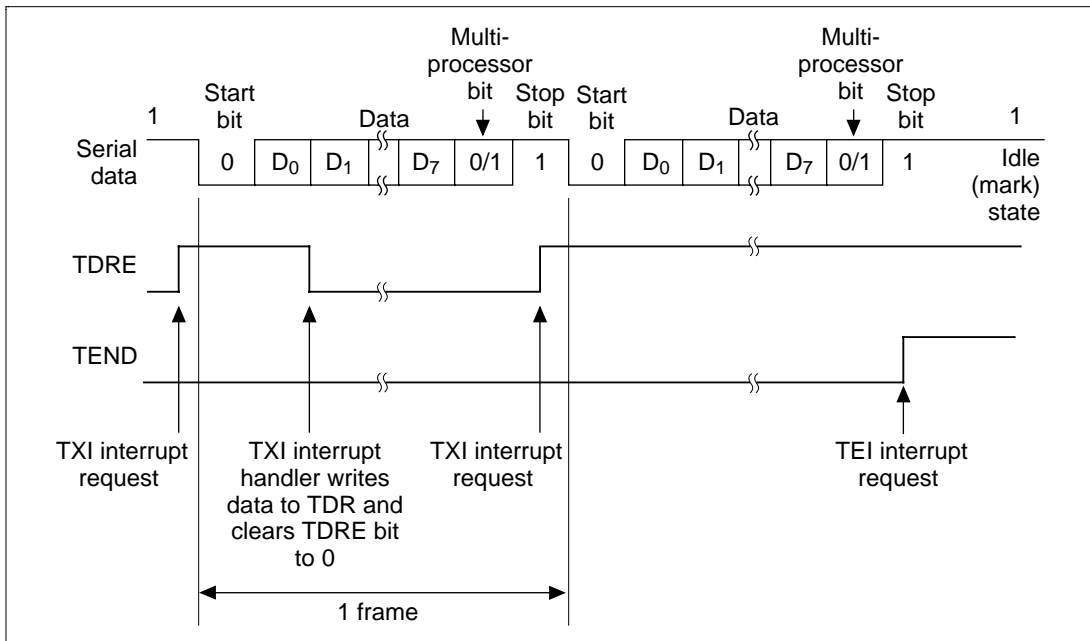 Multi-
processor
bit
Multi-
processor
bit
1
Start
bit
Data
Stop
bit
Start
bit
Data
Stop
bit
1
Serial
data
0 D0 D1 D7 0/1 1 0 D0 D1 D7 0/1 1
Idle
(mark)
state
TDRE
TEND
TXI interrupt
request
TXI interrupt
handler writes
data to TDR and
clears TDRE bit
to 0
TXI interrupt
request
TEI interrupt
request
1 frame